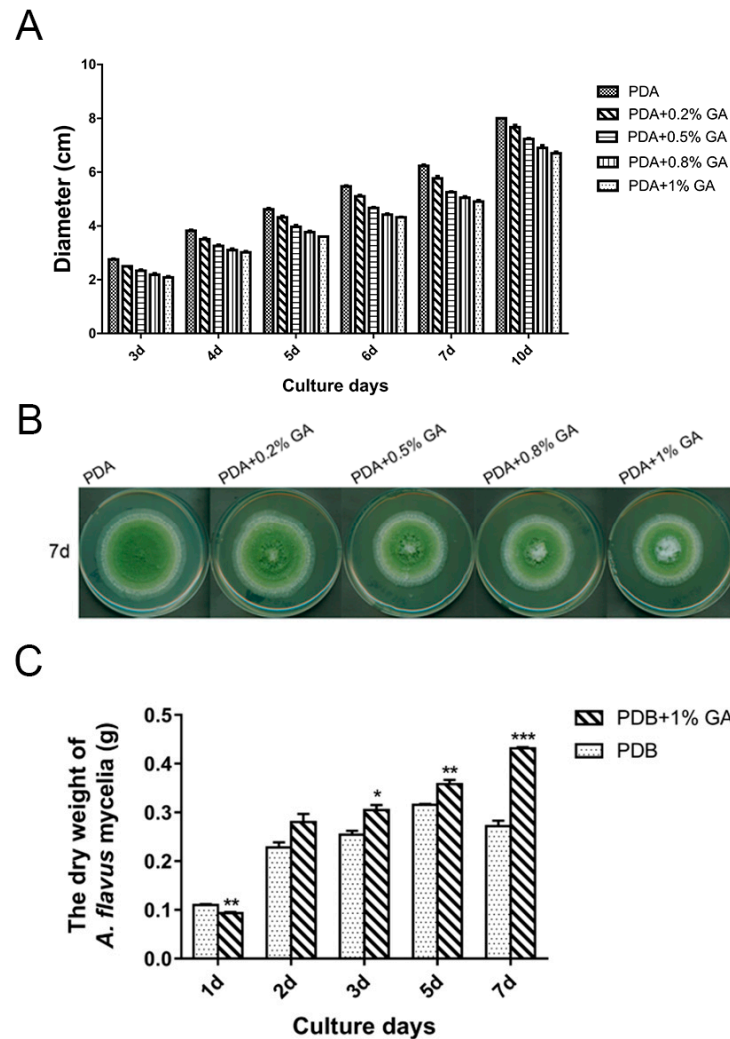 A
10
8
6
4
2
0
Diameter (cm)
3d 4d 5d 6d 7d 10d
Culture days
PDA
PDA+0.2% GA
PDA+0.5% GA
PDA+0.8% GA
PDA+1% GA
B
PDA PDA+0.2% GA PDA+0.5% GA PDA+0.8% GA PDA+1% GA
7d
C
The dry weight of
A. flavus mycelia (g)
0.5
0.4
0.3
0.2
0.1
0.0
** * ** ***
1d 2d 3d 5d 7d
Culture days
PDB+1% GA
PDB